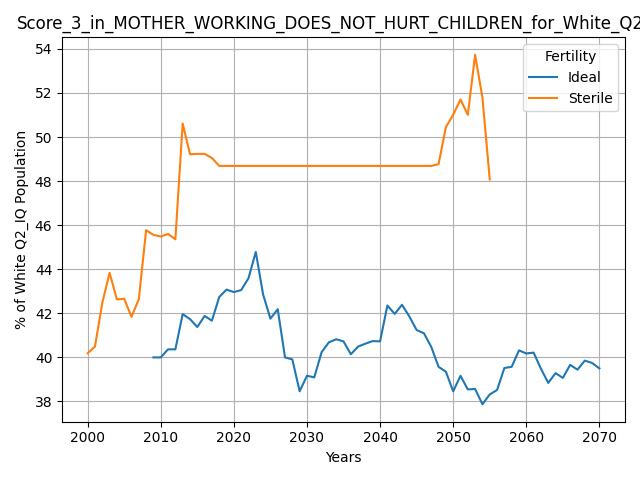 Score_3_in_MOTHER_WORKING_DOES_NOT_HURT_CHILDREN_for_White_Q2
54
52
50
48
46
44
42
40
38
% of White Q2_IQ Population
Fertility
Ideal
Sterile
2000 2010 2020 2030 2040 2050 2060 2070
Years